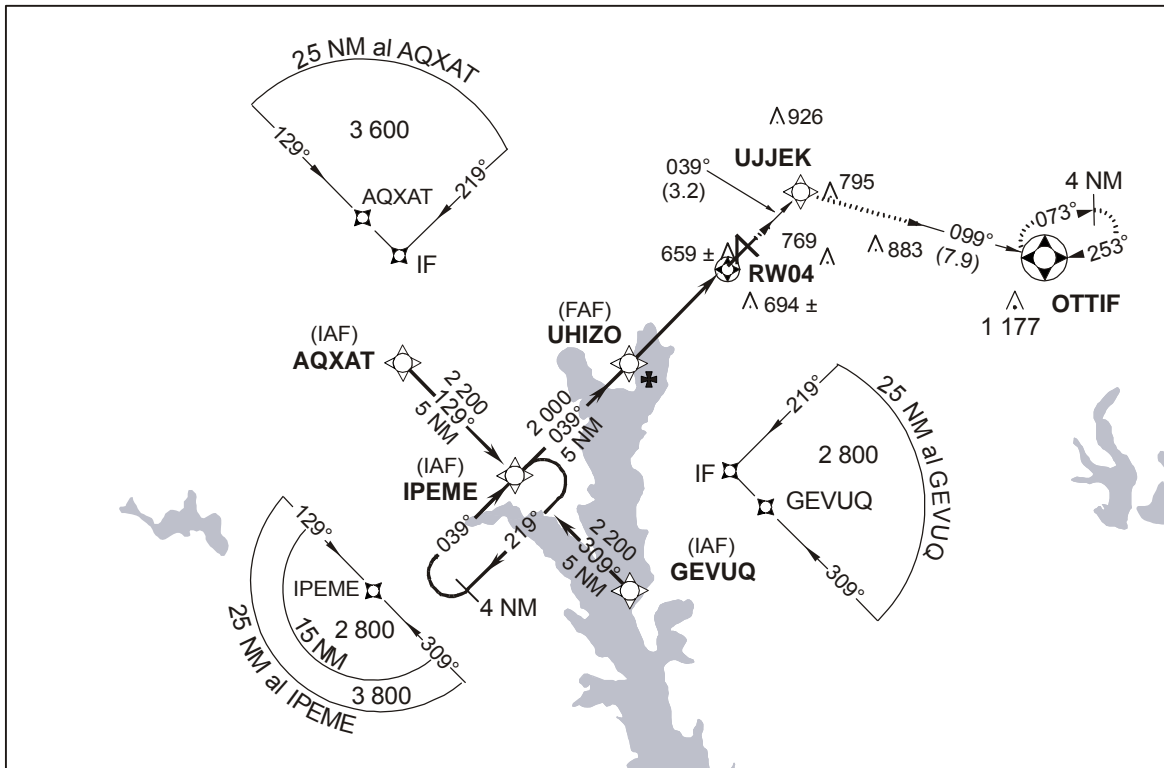 25 NM al AQXAT
3 600
129°
219°
AQXAT
IF
926
UJJEK
039°
(3.2)
795
4 NM
073°
099°
(7.9)
253°
883
769
659 ±
RW04
694 ±
OTTIF
1 177
(FAF)
UHIZO
(IAF)
AQXAT
2 200
129°
5 NM
2 000
039°
5 NM
(IAF)
IPEME
039°
219°
4 NM
2 200
309°
5 NM
(IAF)
GEVUQ
219°
25 NM al GEVUQ
2 800
IF
GEVUQ
309°
129°
IPEME
2 800
15 NM
309°
3 800
25 NM al IPEME